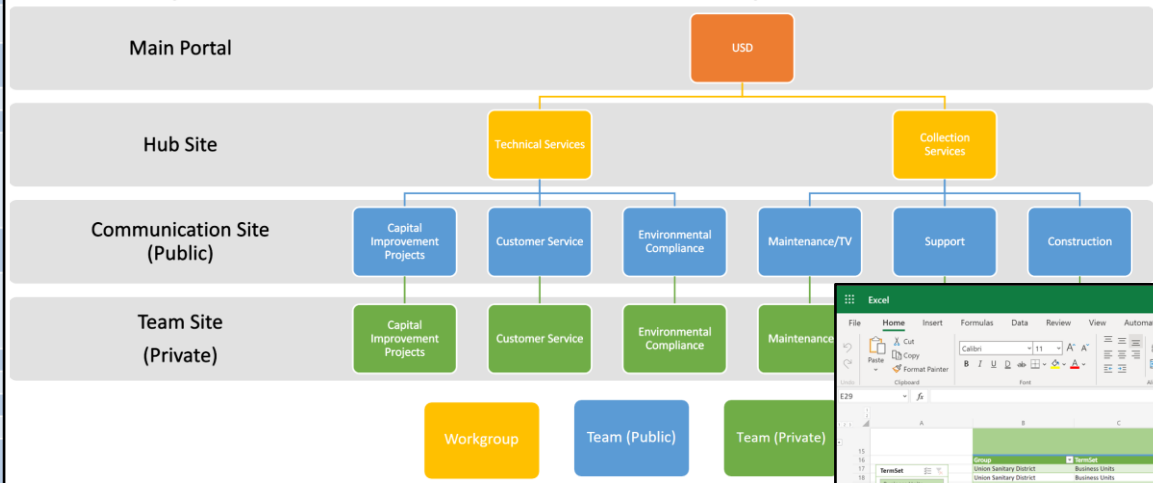 Main Portal
USD
Hub Site
Technical Services
Collection
Services
Communication Site
(Public)
Capital
Improvement
Projects
Customer Service
Environmental
Compliance
Maintenance/TV
Support
Construction
Team Site
(Private)
Capital
Improvement
Projects
Customer Service
Environmental
Compliance
Maintenance
Workgroup
Team (Public)
Team (Private)
Excel
File Home Insert Formulas Data Review View Automa
Cut
Copy
Paste
Format Painter
Calibri 11 A A
B I U D ab A
Undo Clipboard Font
E29 fx
A B C
15
16 Group TermSet
17 TermSet Union Sanitary District Business Units
18 Union Sanitary District Business Units